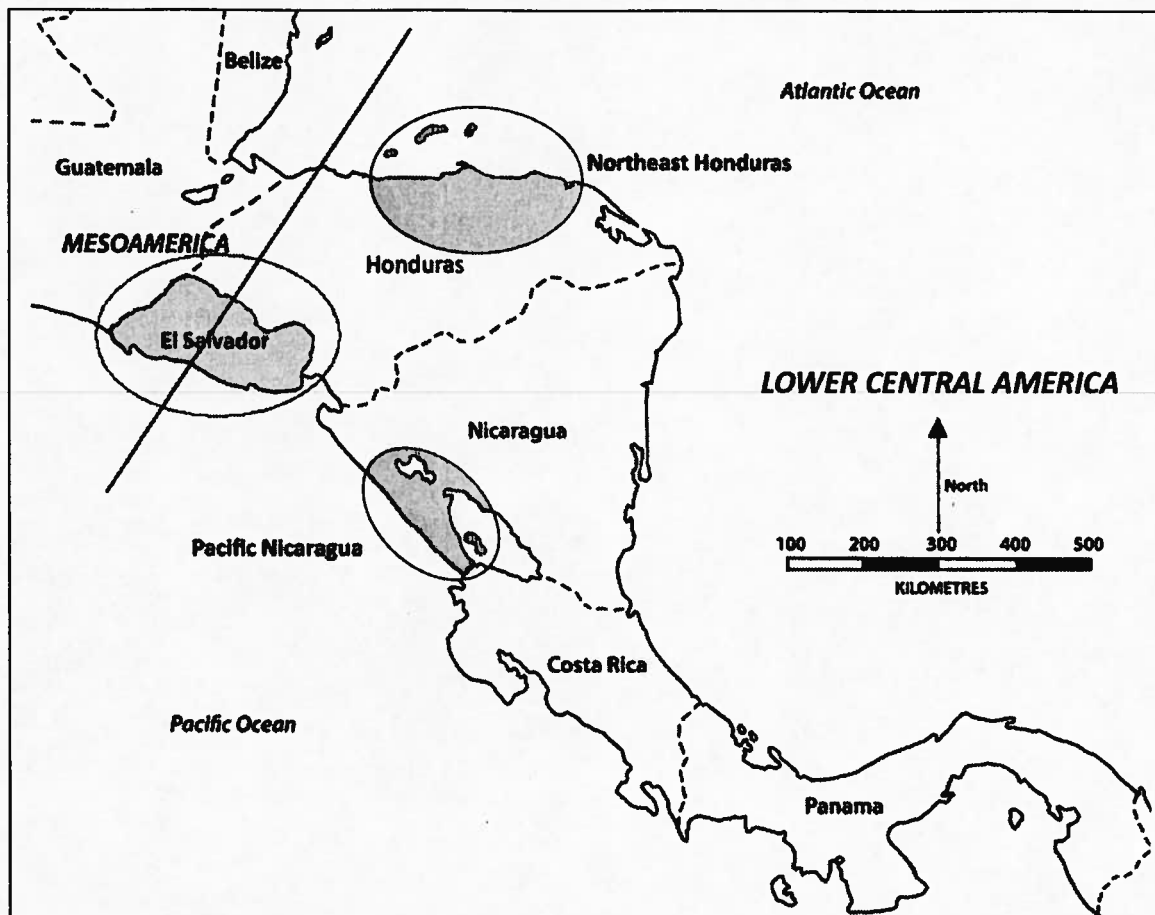 Belize
Atlantic Ocean
Guatemala
Northeast Honduras
MESOAMERICA
Honduras
El Salvador
LOWER CENTRAL AMERICA
Nicaragua
North
Pacific Nicaragua
100 200 300 400 500
KILOMETRES
Costa Rica
Pacific Ocean
Panama